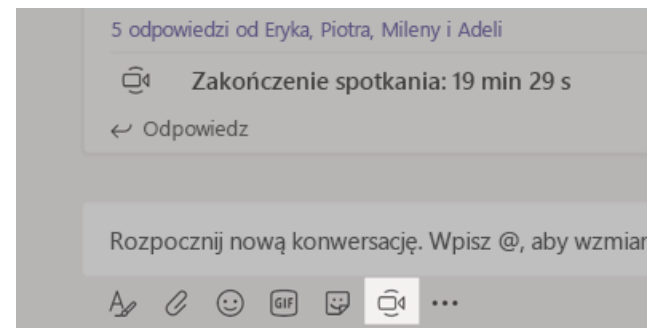 5 odpowiedzi od Eryka, Piotra, Mileny i Adeli
Zakończenie spotkania: 19 min 29 s
Odpowiedz
Rozpocznij nową konwersację. Wpisz @, aby
GIF